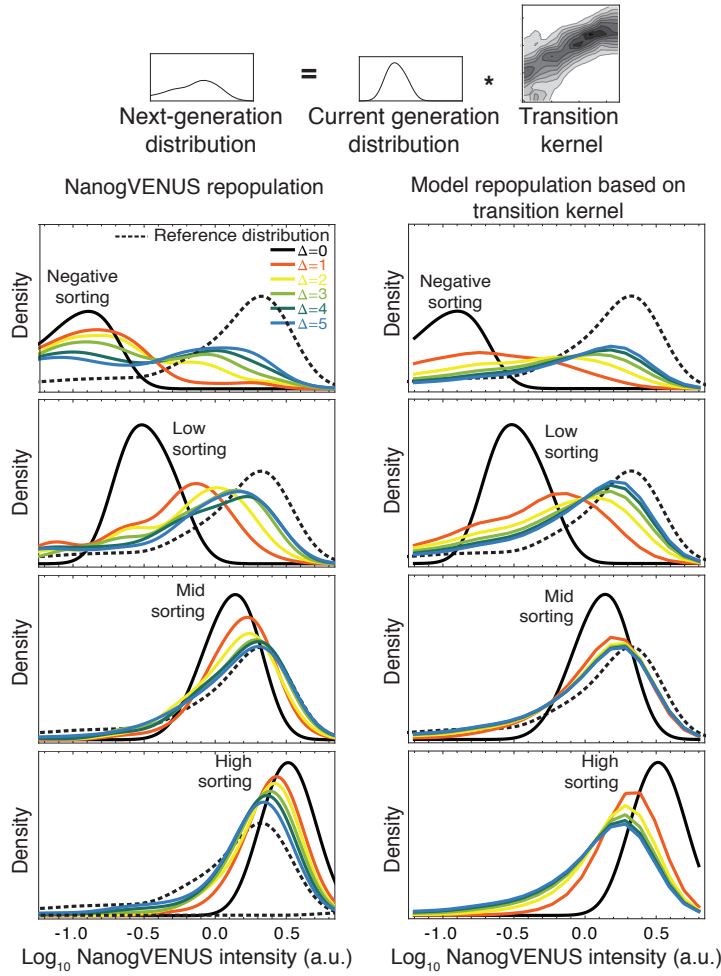 =
*
Next-generation distribution
Current generation distribution
Transition kernel
NanogVENUS repopulation
Model repopulation based on
transition kernel
Reference distribution
Δ=0
Δ=1
Δ=2
Δ=3
Δ=4
Δ=5
Density
Negative
sorting
Density
Negative
sorting
Density
Low
sorting
Density
Low
sorting
Density
Mid
sorting
Density
Mid
sorting
Density
High
sorting
Density
High
sorting
-1.0 -0.5 0.0 0.5
-1.0 -0.5 0.0 0.5
Log10 NanogVENUS intensity (a.u.)
Log10 NanogVENUS intensity (a.u.)